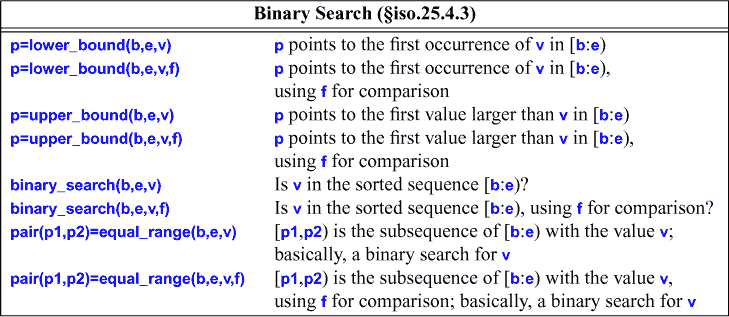 Binary Search (§iso.25.4.3)
p=lower_bound(b,e,v) p points to the first occurrence of v in [b:e)
p=lower_bound(b,e,v,f) p points to the first occurrence of v in [b:e),
using f for comparison
p=upper_bound(b,e,v) p points to the first value larger than v in [b:e)
p=upper_bound(b,e,v,f) p points to the first value larger than v in [b:e),
using f for comparison
binary_search(b,e,v) Is v in the sorted sequence [b:e)?
binary_search(b,e,v,f) Is v in the sorted sequence [b:e), using f for comparison?
pair(p1,p2)=equal_range(b,e,v) [p1,p2) is the subsequence of [b:e) with the value v;
basically, a binary search for v
pair(p1,p2)=equal_range(b,e,v,f) [p1,p2) is the subsequence of [b:e) with the value v,
using f for comparison; basically, a binary search for v